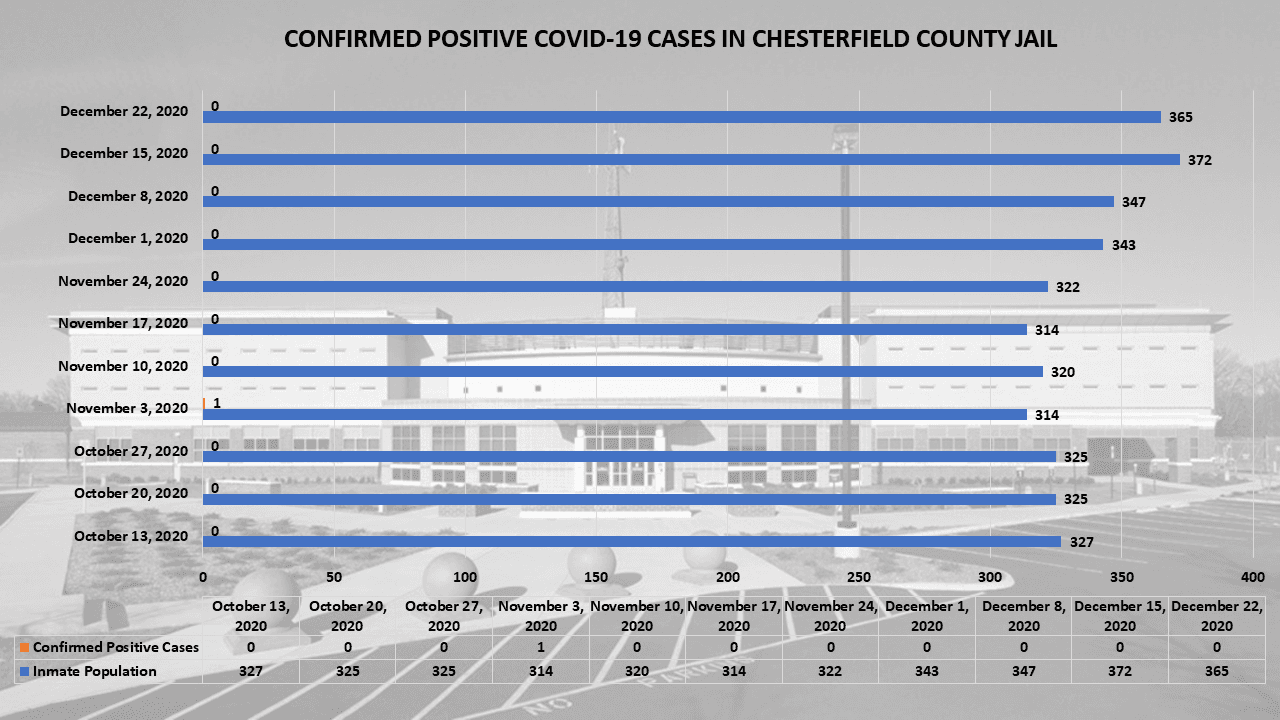 CONFIRMED POSITIVE COVID-19 CASES IN CHESTERFIELD COUNTY JAIL
December 22, 2020 0 365
December 15, 2020 0 372
December 8, 2020 0 347
December 1, 2020 0 343
November 24, 2020 0 322
November 17, 2020 0 314
November 10, 2020 0 320
November 3, 2020 1 314
October 27, 2020 0 325
October 20, 2020 0 325
October 13, 2020 0 327
0 50 100 150 200 250 300 350 400
October 13, October 20, October 27, November 3, November 10, November 17, November 24, December 1, December 8, December 15, December 22,
2020 2020 2020 2020 2020 2020 2020 2020 2020 2020 2020
Confirmed Positive Cases 0 0 0 1 0 0 0 0 0 0 0
Inmate Population 327 325 325 314 320 314 322 343 347 372 365
NO PARKING